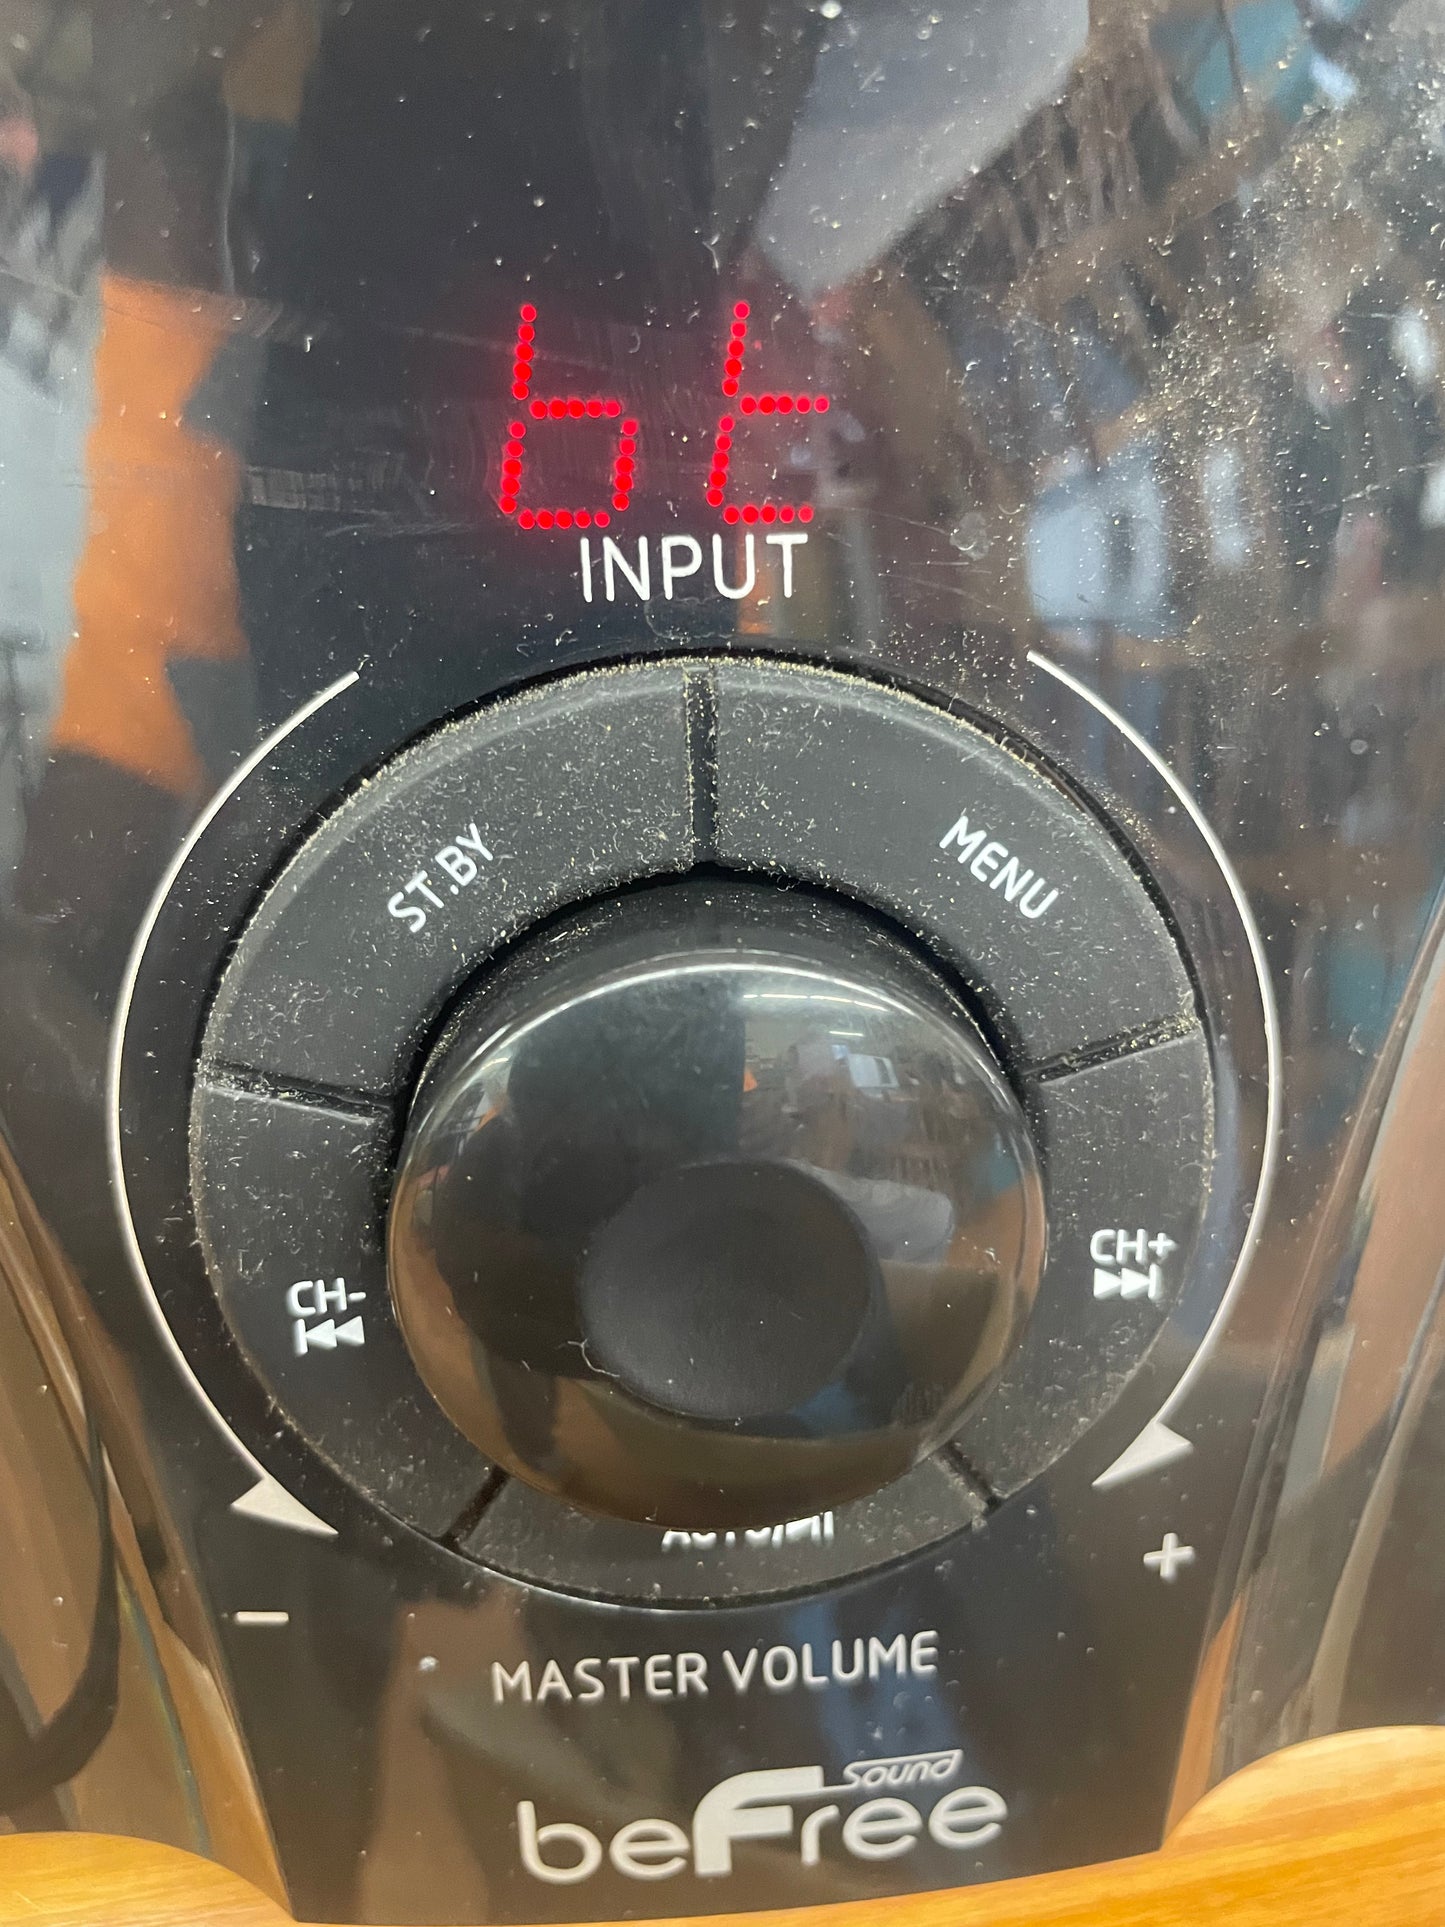 bt
INPUT
ST.BY
MENU
CH-
CH+
MASTER VOLUME
-
+
Sound
beFree